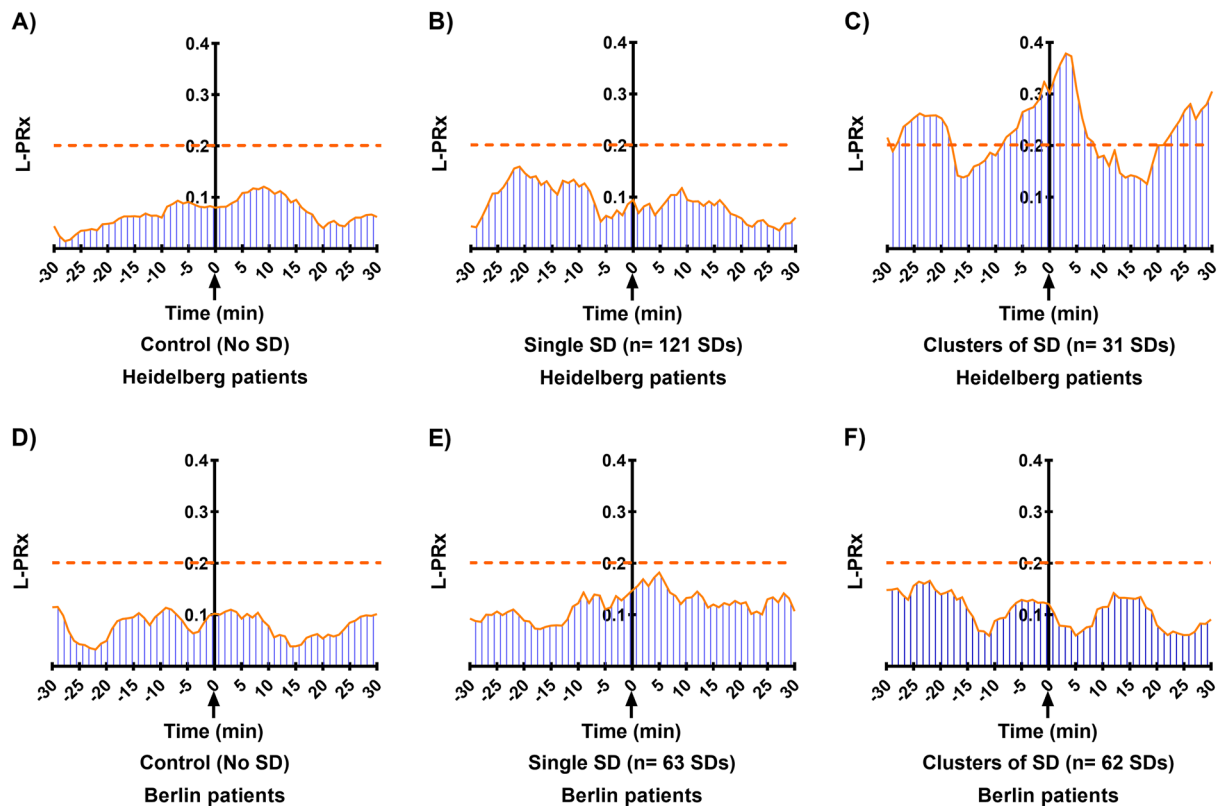 A)
0.4
0.3
0.2
0.1
L-PRx
-30 -25 -20 -15 -10 -5 0 5 10 15 20 25 30
Time (min)
Control (No SD)
Heidelberg patients
B)
0.4
0.3
0.2
0.1
L-PRx
-30 -25 -20 -15 -10 -5 0 5 10 15 20 25 30
Time (min)
Single SD (n= 121 SDs)
Heidelberg patients
C)
0.4
0.3
0.2
0.1
L-PRx
-30 -25 -20 -15 -10 -5 0 5 10 15 20 25 30
Time (min)
Clusters of SD (n= 31 SDs)
Heidelberg patients
D)
0.4
0.3
0.2
0.1
L-PRx
-30 -25 -20 -15 -10 -5 0 5 10 15 20 25 30
Time (min)
Control (No SD)
Berlin patients
E)
0.4
0.3
0.2
0.1
L-PRx
-30 -25 -20 -15 -10 -5 0 5 10 15 20 25 30
Time (min)
Single SD (n= 63 SDs)
Berlin patients
F)
0.4
0.3
0.2
0.1
L-PRx
-30 -25 -20 -15 -10 -5 0 5 10 15 20 25 30
Time (min)
Clusters of SD (n= 62 SDs)
Berlin patients